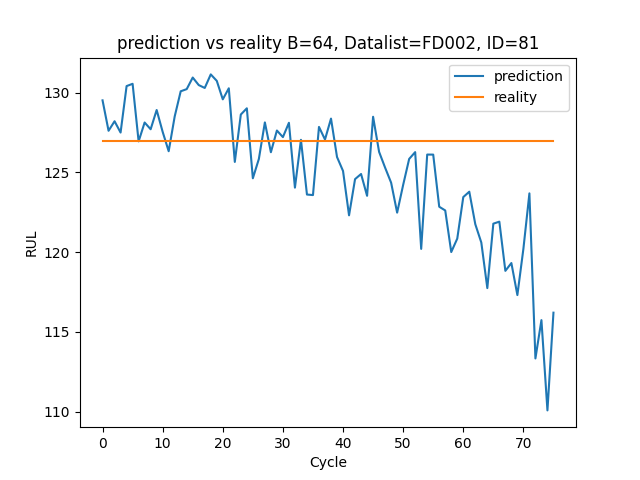 prediction vs reality B=64, Datalist=FD002, ID=81
prediction
reality
RUL
130
125
120
115
110
0 10 20 30 40 50 60 70
Cycle